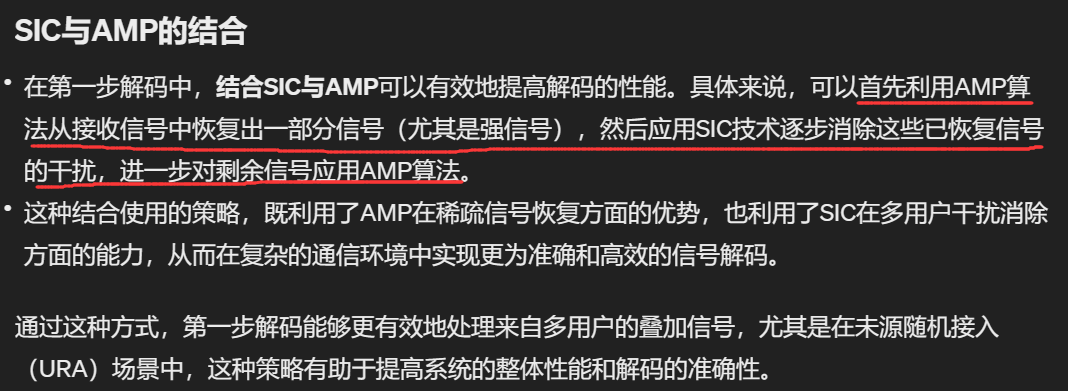 SIC与AMP的结合
• 在第一步解码中，结合SIC与AMP可以有效地提高解码的性能。具体来说，可以首先利用AMP算
法从接收信号中恢复出一部分信号（尤其是强信号），然后应用SIC技术逐步消除这些已恢复信号
的干扰，进一步对剩余信号应用AMP算法。
• 这种结合使用的策略，既利用了AMP在稀疏信号恢复方面的优势，也利用了SIC在多用户干扰消除
方面的能力，从而在复杂的通信环境中实现更为准确和高效的信号解码。
通过这种方式，第一步解码能够更有效地处理来自多用户的叠加信号，尤其是在未源随机接入
（URA）场景中，这种策略有助于提高系统的整体性能和解码的准确性。